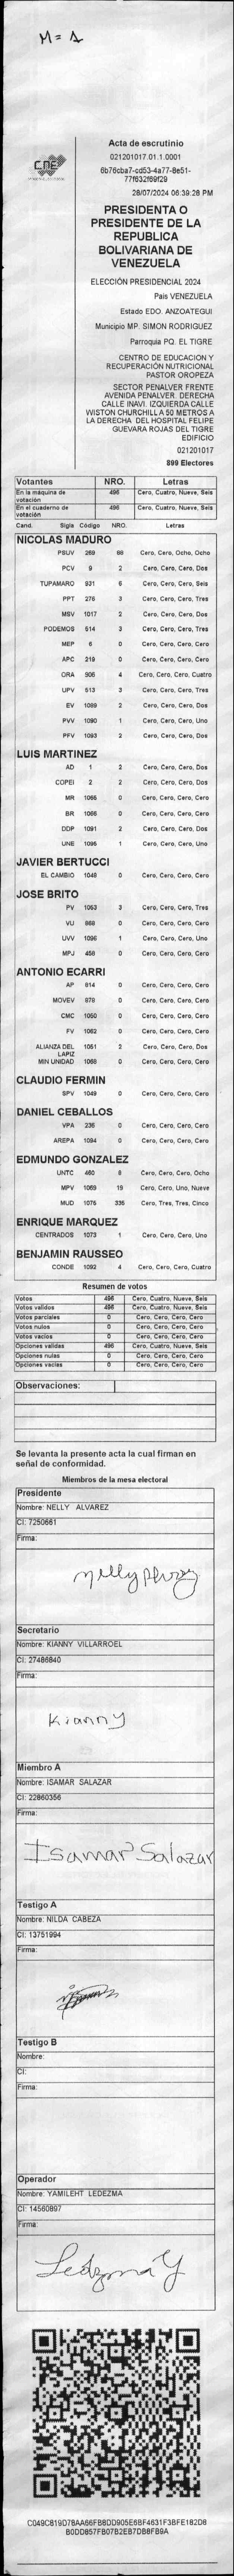 M = 1
CNE
Acta de escrutinio
021201017.01.1.0001
6b76cba7-cd53-4a77-8e51-
77f632f69f29
28/07/2024 06:39:26 PM
PRESIDENTA O
PRESIDENTE DE LA
REPUBLICA
BOLIVARIANA DE
VENEZUELA
ELECCIÓN PRESIDENCIAL 2024
Pais VENEZUELA
Estado EDO. ANZOATEGUI
Municipio MP. SIMON RODRIGUEZ
Parroquia PQ. EL TIGRE
CENTRO DE EDUCACION Y
RECUPERACIÓN NUTRICIONAL
PASTOR OROPEZA
SECTOR PENALVER FRENTE
AVENIDA PENALVER. DERECHA
CALLE INAVI. IZQUIERDA CALLE
WISTON CHURCHILL A 50 METROS A
LA DERECHA DEL HOSPITAL FELIPE
GUEVARA ROJAS DEL TIGRE
EDIFICIO
021201017
899 Electores
Votantes NRO. Letras
En la máquina de votación 496 Cero, Cuatro, Nueve, Seis
En el cuaderno de votación 496 Cero, Cuatro, Nueve, Seis
Cand. Sigla Código NRO. Letras
NICOLAS MADURO
PSUV 269 88 Cero, Cero, Ocho, Ocho
PCV 9 2 Cero, Cero, Cero, Dos
TUPAMARO 931 6 Cero, Cero, Cero, Seis
PPT 276 3 Cero, Cero, Cero, Tres
MSV 1017 2 Cero, Cero, Cero, Dos
PODEMOS 514 3 Cero, Cero, Cero, Tres
MEP 6 0 Cero, Cero, Cero, Cero
APC 219 0 Cero, Cero, Cero, Cero
ORA 906 4 Cero, Cero, Cero, Cuatro
UPV 513 3 Cero, Cero, Cero, Tres
EV 1089 2 Cero, Cero, Cero, Dos
PVV 1090 1 Cero, Cero, Cero, Uno
PFV 1093 2 Cero, Cero, Cero, Dos
LUIS MARTINEZ
AD 1 2 Cero, Cero, Cero, Dos
COPEI 2 2 Cero, Cero, Cero, Dos
MR 1065 0 Cero, Cero, Cero, Cero
BR 1066 0 Cero, Cero, Cero, Cero
DDP 1091 2 Cero, Cero, Cero, Dos
UNE 1095 1 Cero, Cero, Cero, Uno
JAVIER BERTUCCI
EL CAMBIO 1048 0 Cero, Cero, Cero, Cero
JOSE BRITO
PV 1053 3 Cero, Cero, Cero, Tres
VU 868 0 Cero, Cero, Cero, Cero
UVV 1096 1 Cero, Cero, Cero, Uno
MPJ 458 0 Cero, Cero, Cero, Cero
ANTONIO ECARRI
AP 814 0 Cero, Cero, Cero, Cero
MOVEV 978 0 Cero, Cero, Cero, Cero
CMC 1050 0 Cero, Cero, Cero, Cero
FV 1062 0 Cero, Cero, Cero, Cero
ALIANZA DEL LAPIZ 1051 2 Cero, Cero, Cero, Dos
MIN UNIDAD 1068 0 Cero, Cero, Cero, Cero
CLAUDIO FERMIN
SPV 1049 0 Cero, Cero, Cero, Cero
DANIEL CEBALLOS
VPA 236 0 Cero, Cero, Cero, Cero
AREPA 1094 0 Cero, Cero, Cero, Cero
EDMUNDO GONZALEZ
UNTC 460 8 Cero, Cero, Cero, Ocho
MPV 1069 19 Cero, Cero, Uno, Nueve
MUD 1076 335 Cero, Tres, Tres, Cinco
ENRIQUE MARQUEZ
CENTRADOS 1073 1 Cero, Cero, Cero, Uno
BENJAMIN RAUSSEO
CONDE 1092 4 Cero, Cero, Cero, Cuatro
Resumen de votos
Votos 496 Cero, Cuatro, Nueve, Seis
Votos validos 496 Cero, Cuatro, Nueve, Seis
Votos parciales 0 Cero, Cero, Cero, Cero
Votos nulos 0 Cero, Cero, Cero, Cero
Votos vacíos 0 Cero, Cero, Cero, Cero
Opciones validas 496 Cero, Cuatro, Nueve, Seis
Opciones nulas 0 Cero, Cero, Cero, Cero
Opciones vacías 0 Cero, Cero, Cero, Cero
Observaciones:
Se levanta la presente acta la cual firman en
señal de conformidad.
Miembros de la mesa electoral
Presidente
Nombre: NELLY ALVAREZ
CI: 7250661
Firma:
Nelly Alvarez
Secretario
Nombre: KIANNY VILLARROEL
CI: 27486840
Firma:
Kianny
Miembro A
Nombre: ISAMAR SALAZAR
CI: 22860356
Firma:
Isamar Salazar
Testigo A
Nombre: NILDA CABEZA
CI: 13751994
Firma:
Testigo B
Nombre:
CI:
Firma:
Operador
Nombre: YAMILEHT LEDEZMA
CI: 14560897
Firma:
Ledezma Y
C049C819D78AA66FB8DD905E6BF4631F3BFE182D8
B0DD857FB07B2EB7DB8FB9A